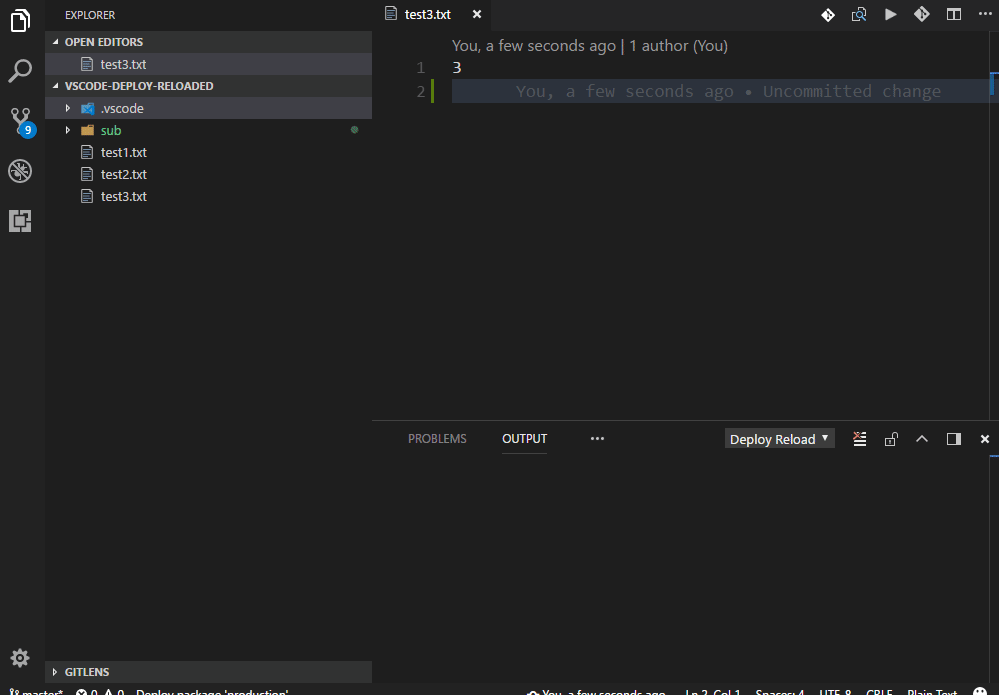 EXPLORER
OPEN EDITORS
test3.txt
VSCODE-DEPLOY-RELOADED
.vscode
sub
test1.txt
test2.txt
test3.txt
9
GITLENS
test3.txt
You, a few seconds ago | 1 author (You)
1 3
2 You, a few seconds ago • Uncommitted change
PROBLEMS OUTPUT ••• Deploy Reload
master* 0 0 Deploy package 'production' You, a few seconds ago Ln 2, Col 1 Spaces: 4 UTF-8 CRLF Plain Text